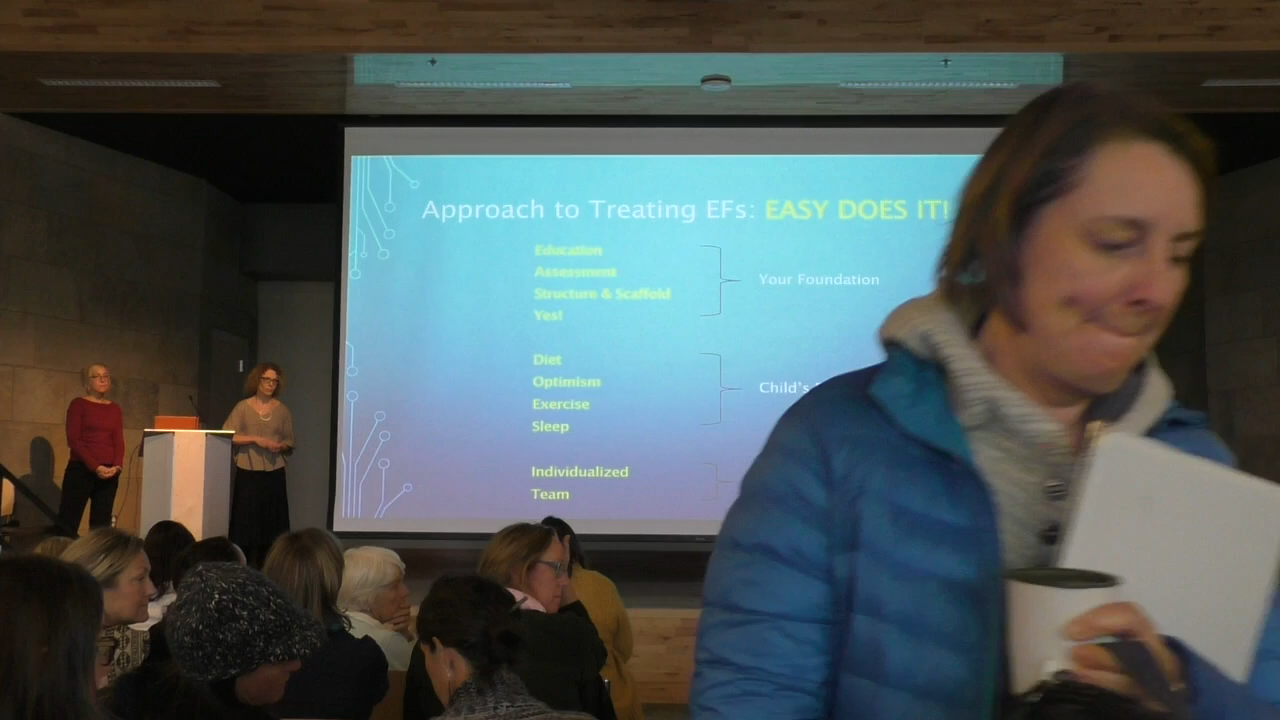 Approach to Treating EFs: EASY DOES IT!
Education
Assessment
Structure & Scaffold
Yes!
Your Foundation
Diet
Optimism
Exercise
Sleep
Child's
Individualized
Team